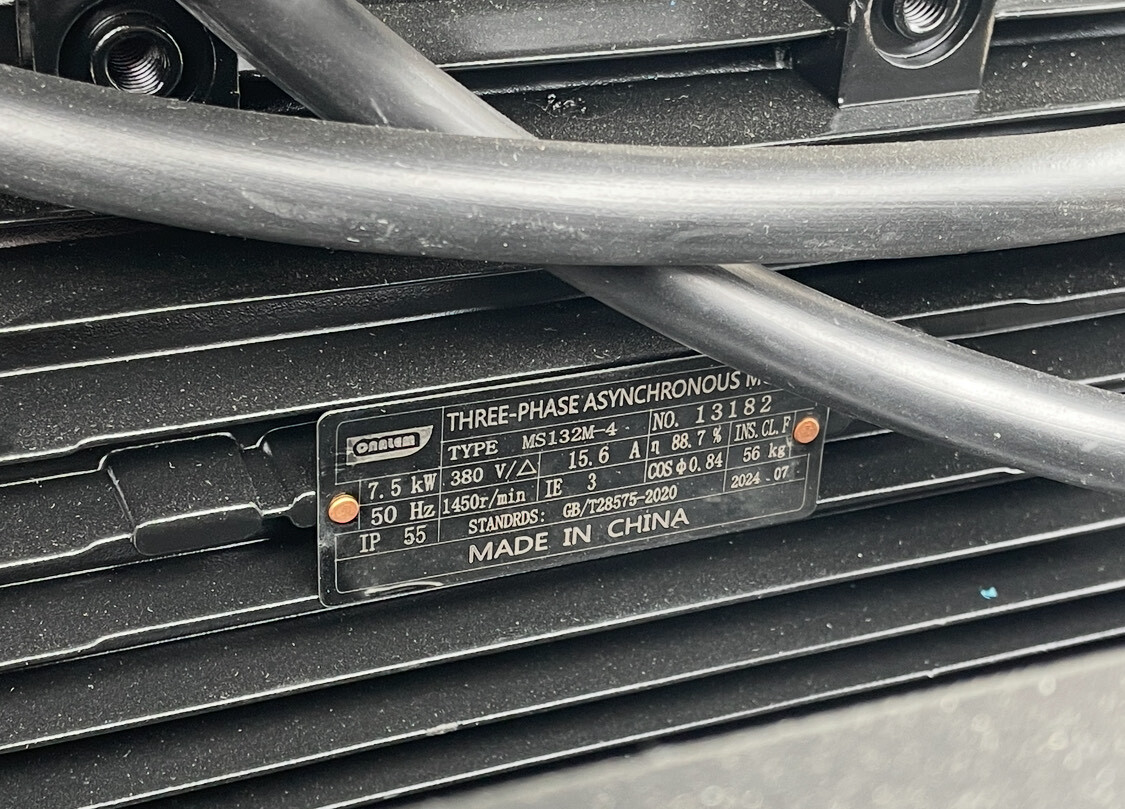 THREE-PHASE ASYNCHRONOUS
TYPE MS132M-4 NO. 13182
7.5 kW 380 V/△ 15.6 A η 88.7 % INS. CL. F
50 Hz 1450r/min IE 3 COSΦ0.84 56 kg
IP 55 STANDRDS: GB/T28575-2020 2024 . 07
MADE IN CHINA